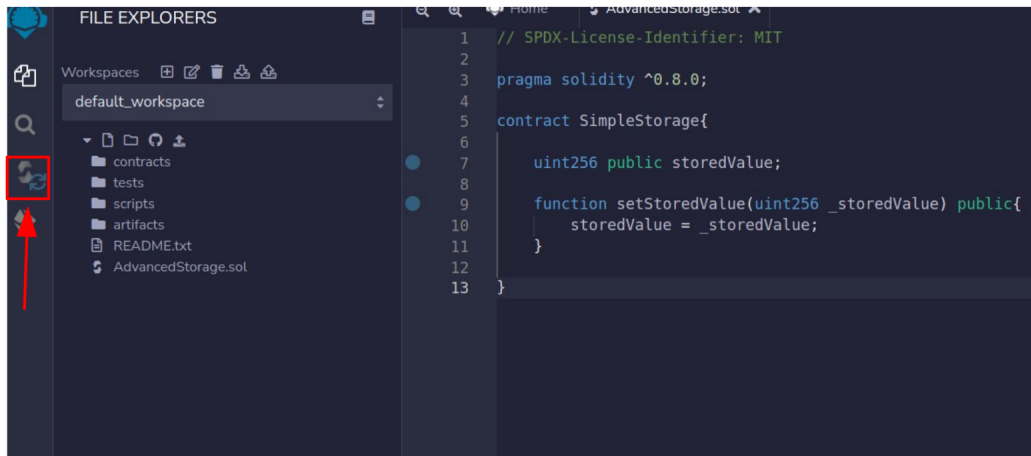 FILE EXPLORERS
Workspaces
default_workspace
contracts
tests
scripts
artifacts
README.txt
AdvancedStorage.sol
Home
AdvancedStorage.sol
1 // SPDX-License-Identifier: MIT
2
3 pragma solidity ^0.8.0;
4
5 contract SimpleStorage{
6
7 uint256 public storedValue;
8
9 function setStoredValue(uint256 _storedValue) public{
10 storedValue = _storedValue;
11 }
12
13 }